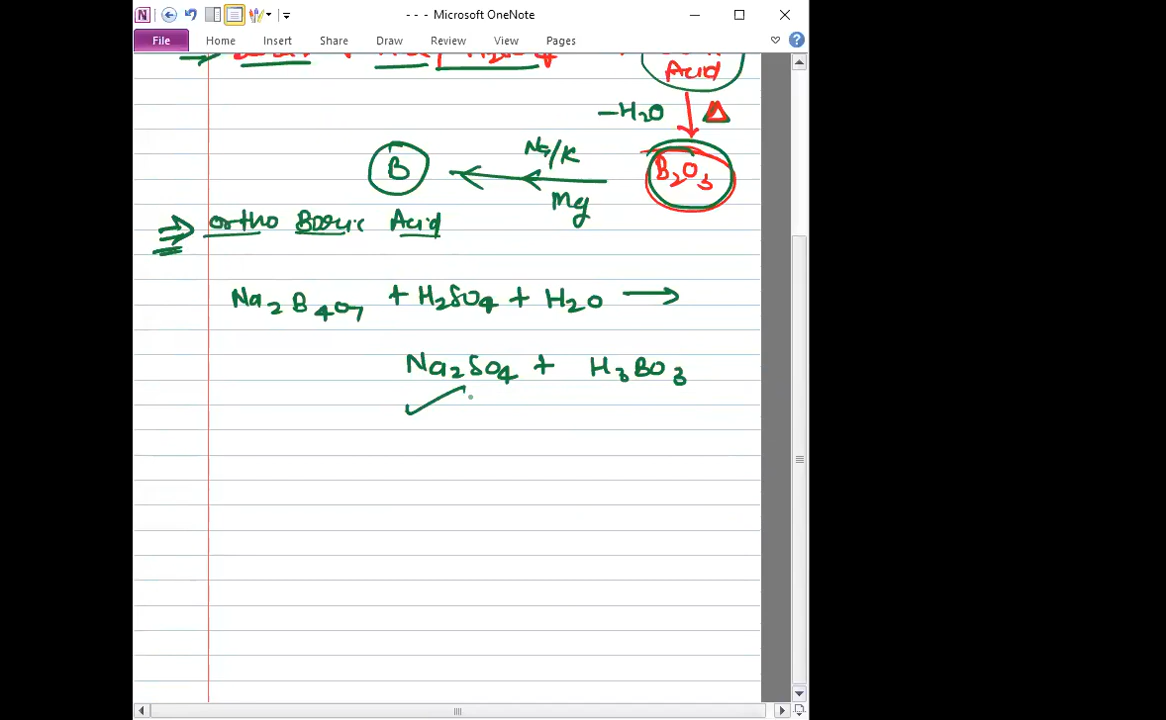 - - - Microsoft OneNote
File Home Insert Share Draw Review View Pages
Acid
-H₂O Δ
B Na/K B₂O₃
Mg
⇒ Ortho Boric Acid
Na₂B₄O₇ + H₂SO₄ + H₂O ⟶
Na₂SO₄ + H₃BO₃